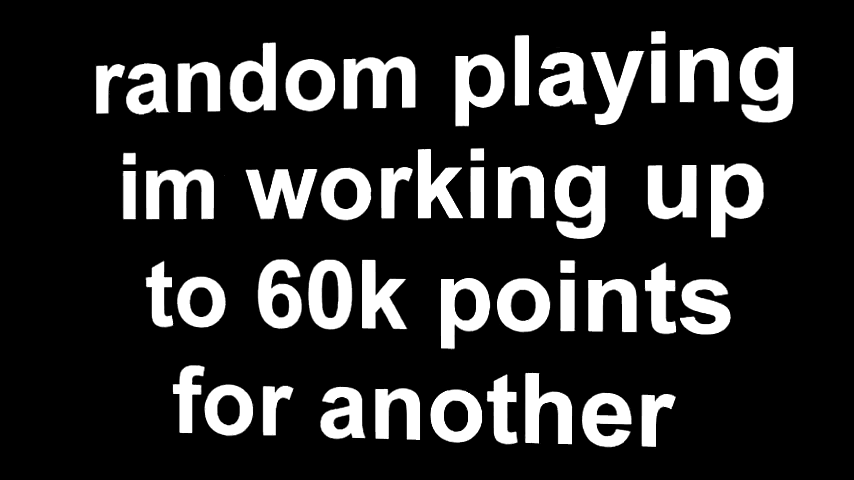 random playing
im working up
to 60k points
for another